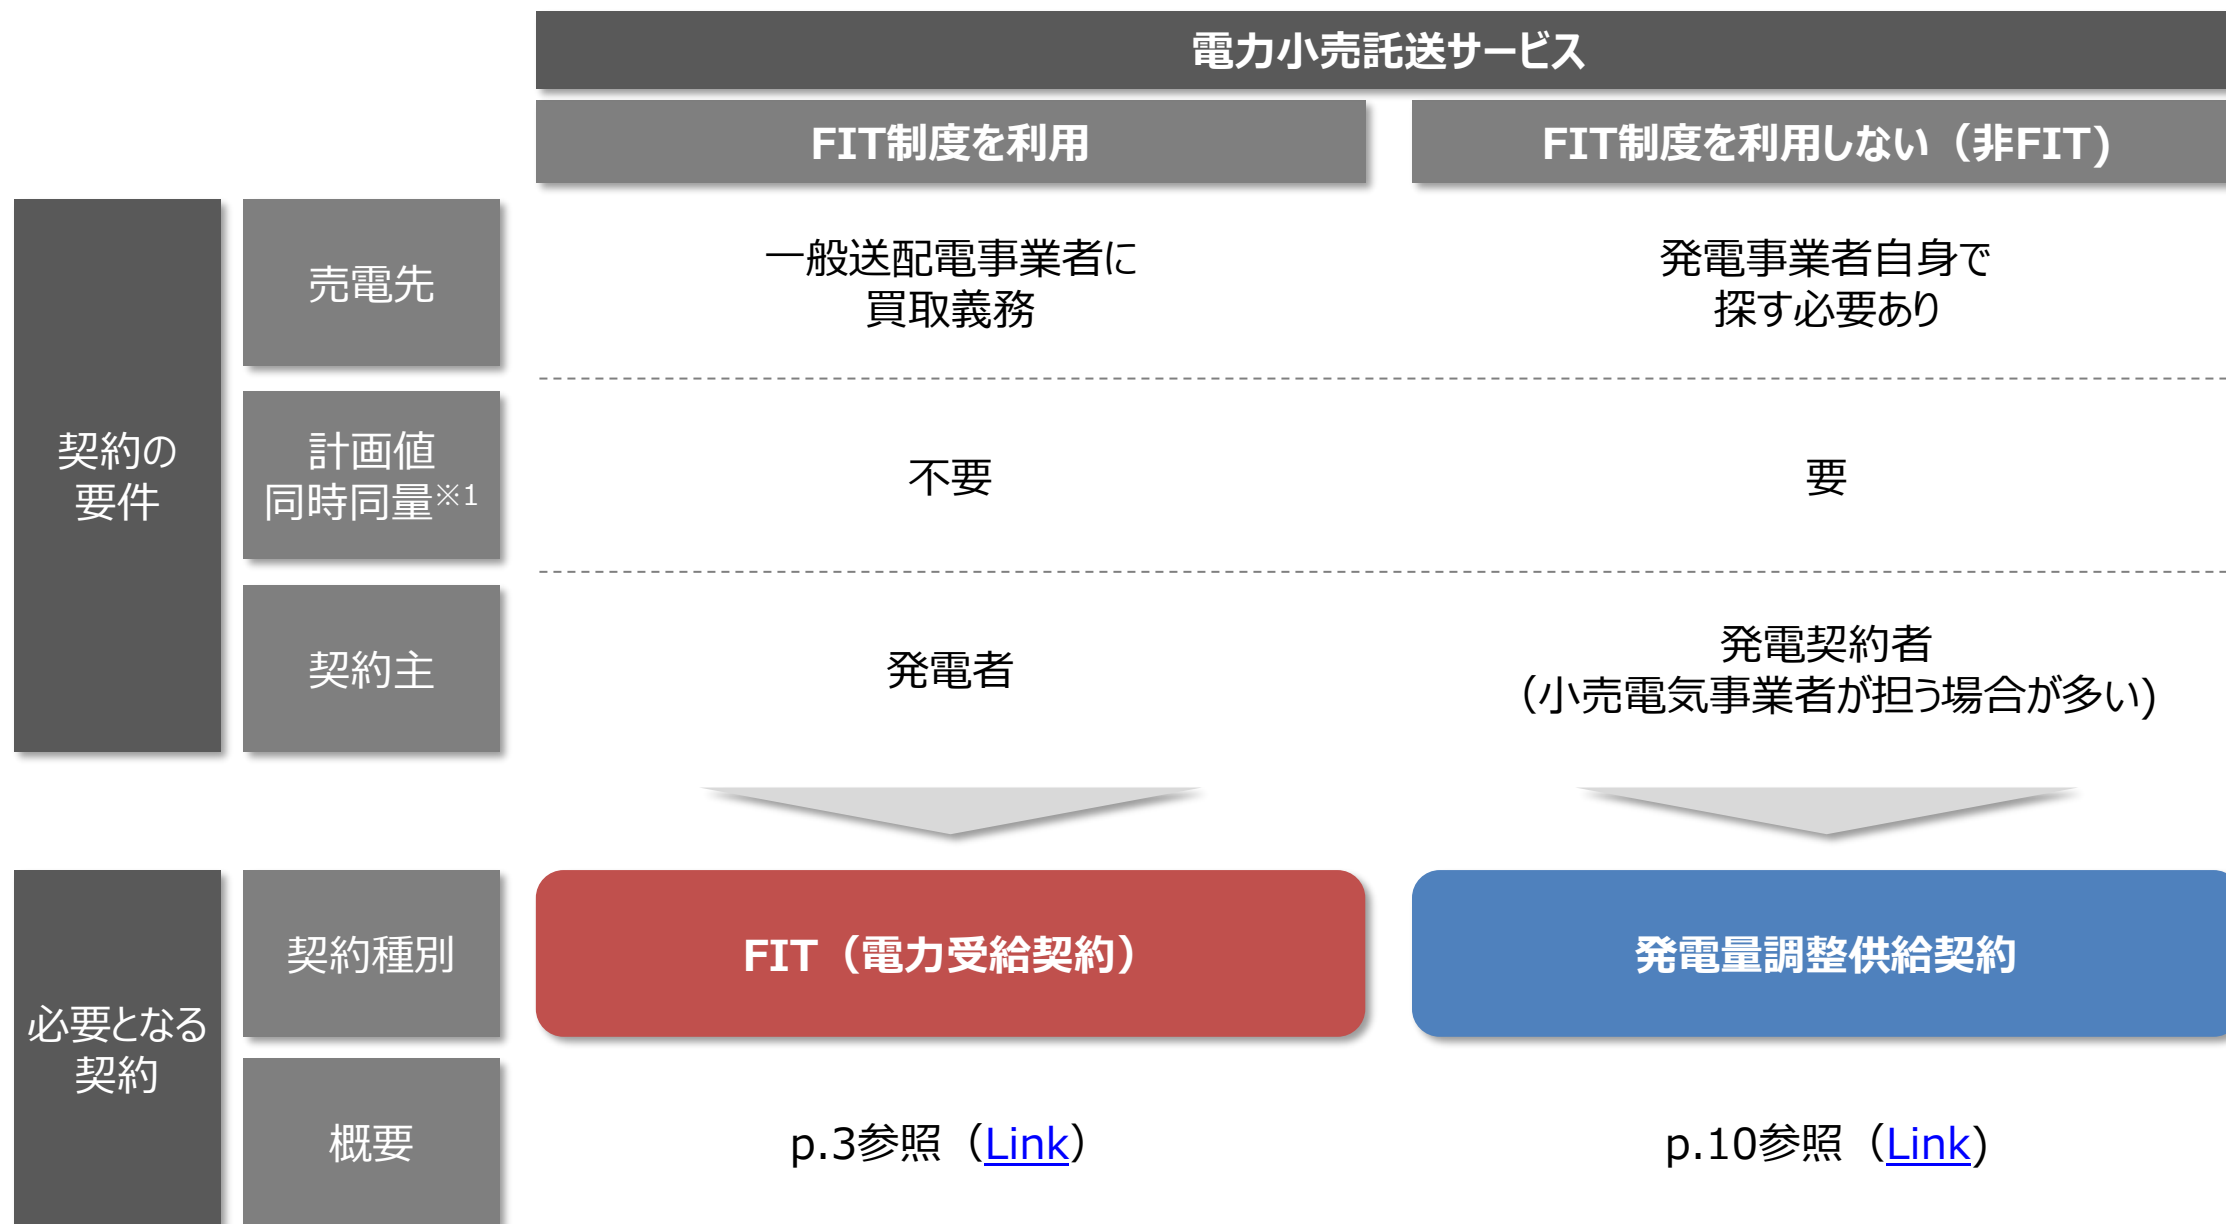 電力小売託送サービス
FIT制度を利用
FIT制度を利用しない（非FIT)
契約の
要件
売電先
一般送配電事業者に
買取義務
発電事業者自身で
探す必要あり
計画値
同時同量※1
不要
要
契約主
発電者
発電契約者
（小売電気事業者が担う場合が多い)
必要となる
契約
契約種別
FIT（電力受給契約）
発電量調整供給契約
概要
p.3参照（Link）
p.10参照（Link)